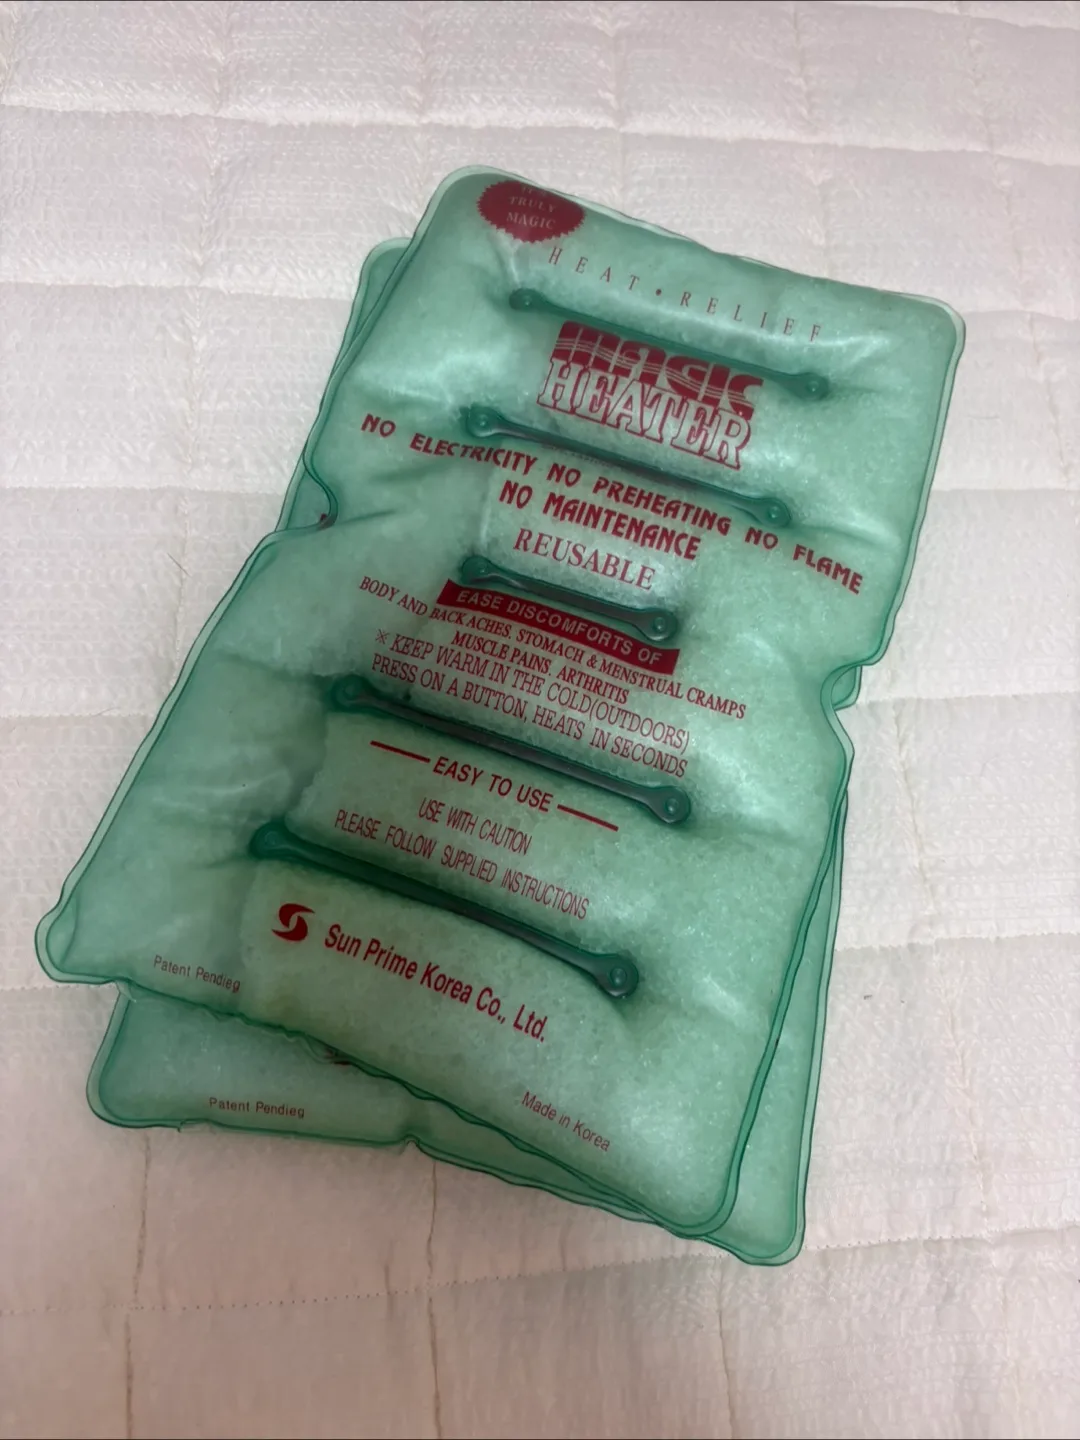 TRULY
MAGIC
HEAT • RELIEF
MAGIC
HEATER
NO ELECTRICITY NO PREHEATING NO FLAME
NO MAINTENANCE
REUSABLE
EASE DISCOMFORTS OF
BODY AND BACK ACHES, STOMACH & MENSTRUAL CRAMPS
MUSCLE PAINS, ARTHRITIS
※ KEEP WARM IN THE COLD(OUTDOORS)
PRESS ON A BUTTON, HEATS IN SECONDS
EASY TO USE
USE WITH CAUTION
PLEASE FOLLOW SUPPLIED INSTRUCTIONS
Sun Prime Korea Co., Ltd.
Patent Pendieg
Made in Korea
Patent Pendieg